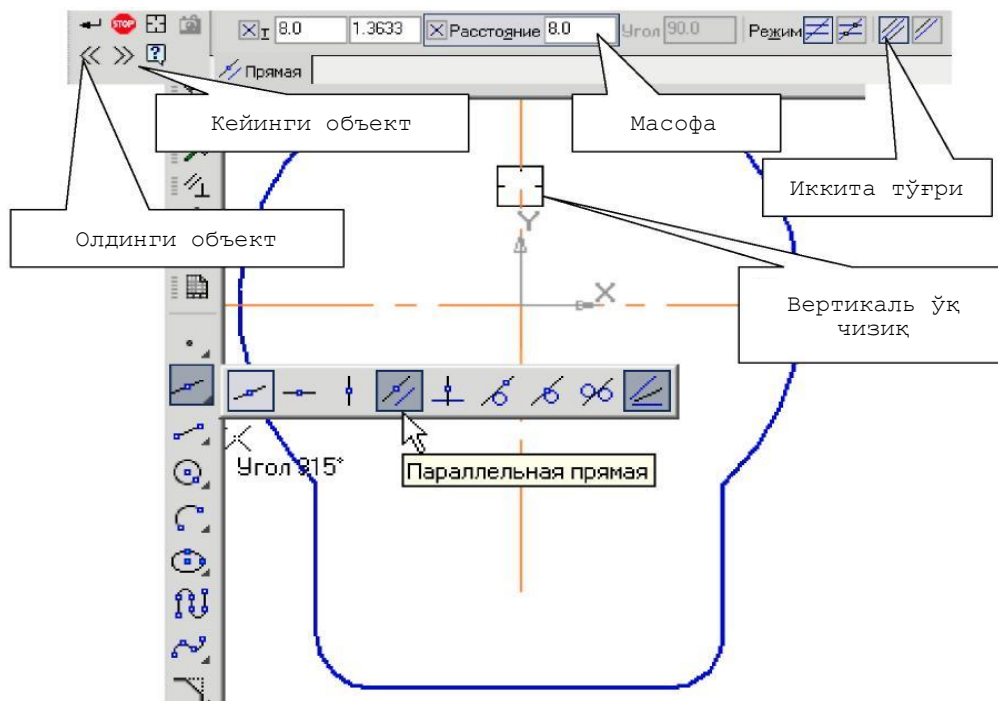 STOP
т 8.0 1.3633 Расстояние 8.0 Угол 90.0 Режим
Прямая
Кейинги объект
Масофа
Иккита тўғри
Олдинги объект
Y
X
Вертикаль ўқ
чизиқ
Угол 315°
Параллельная прямая